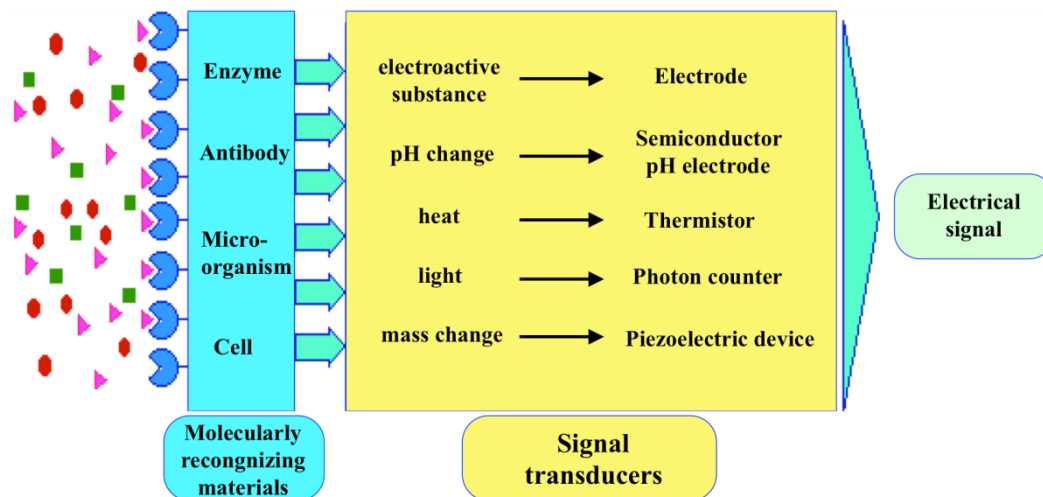 Enzyme
Antibody
Micro-
organism
Cell
electroactive
substance
Electrode
pH change
Semiconductor
pH electrode
heat
Thermistor
light
Photon counter
mass change
Piezoelectric device
Electrical
signal
Molecularly
recongnizing
materials
Signal
transducers